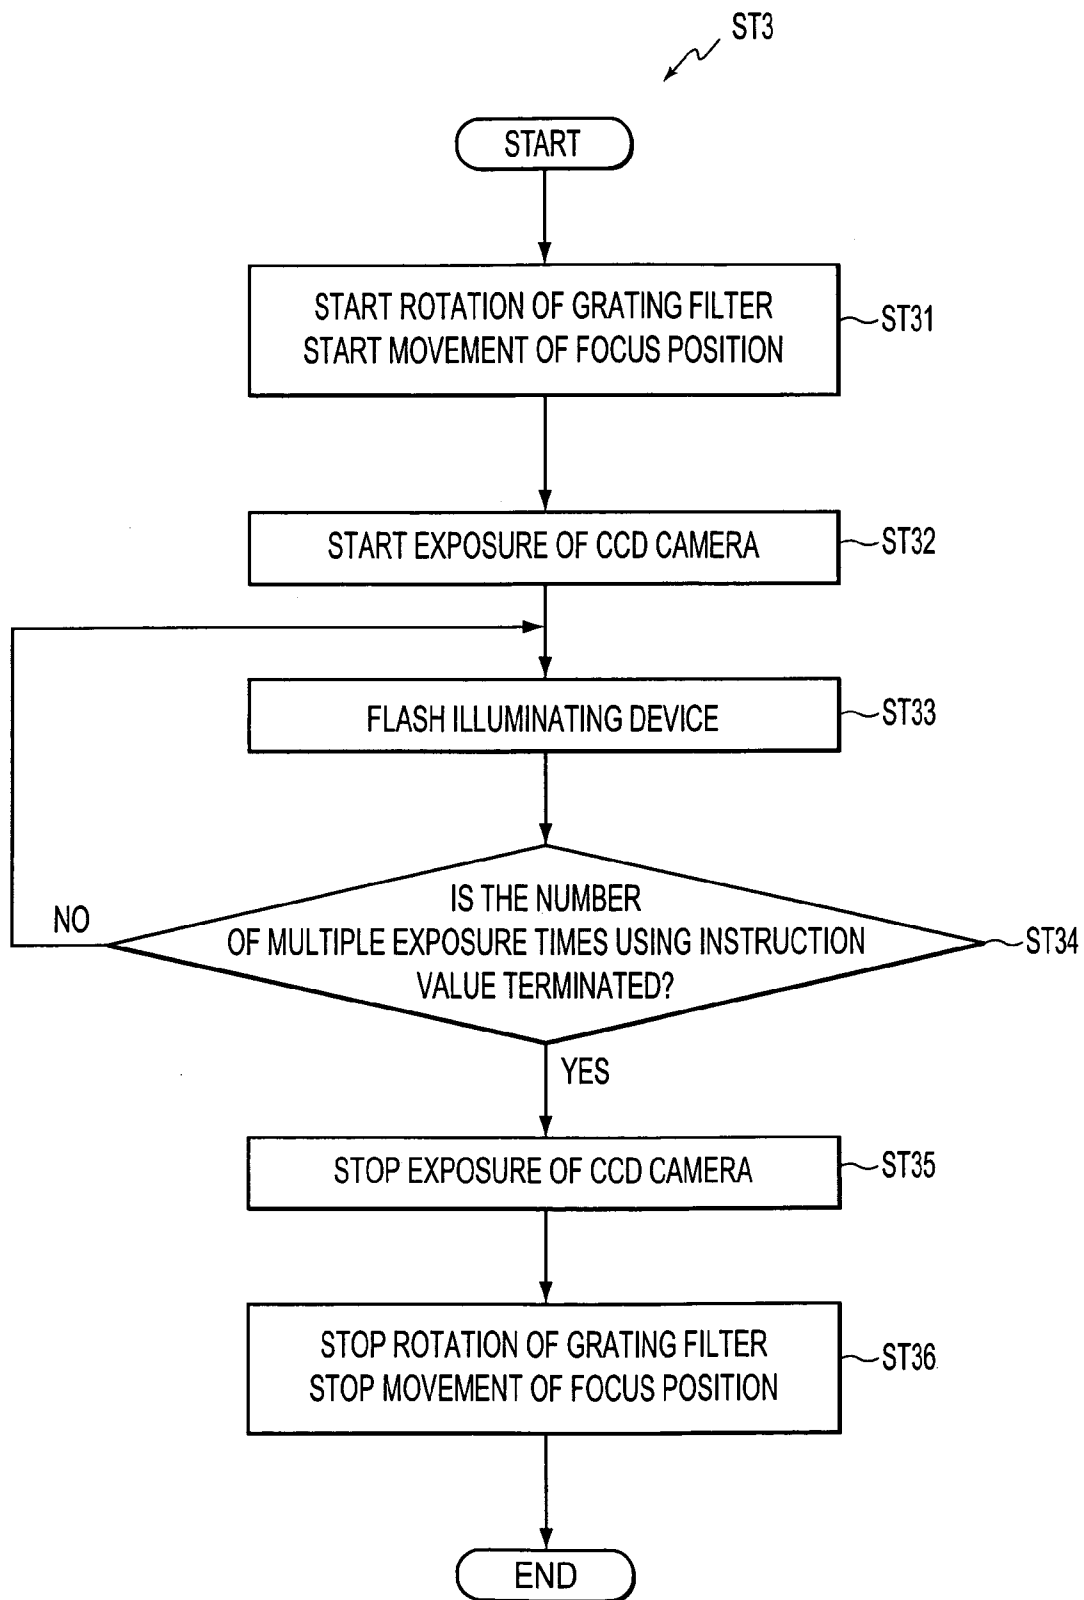 ST3
START
START ROTATION OF GRATING FILTER
START MOVEMENT OF FOCUS POSITION
ST31
START EXPOSURE OF CCD CAMERA
ST32
FLASH ILLUMINATING DEVICE
ST33
IS THE NUMBER
OF MULTIPLE EXPOSURE TIMES USING INSTRUCTION
VALUE TERMINATED?
ST34
NO
YES
STOP EXPOSURE OF CCD CAMERA
ST35
STOP ROTATION OF GRATING FILTER
STOP MOVEMENT OF FOCUS POSITION
ST36
END